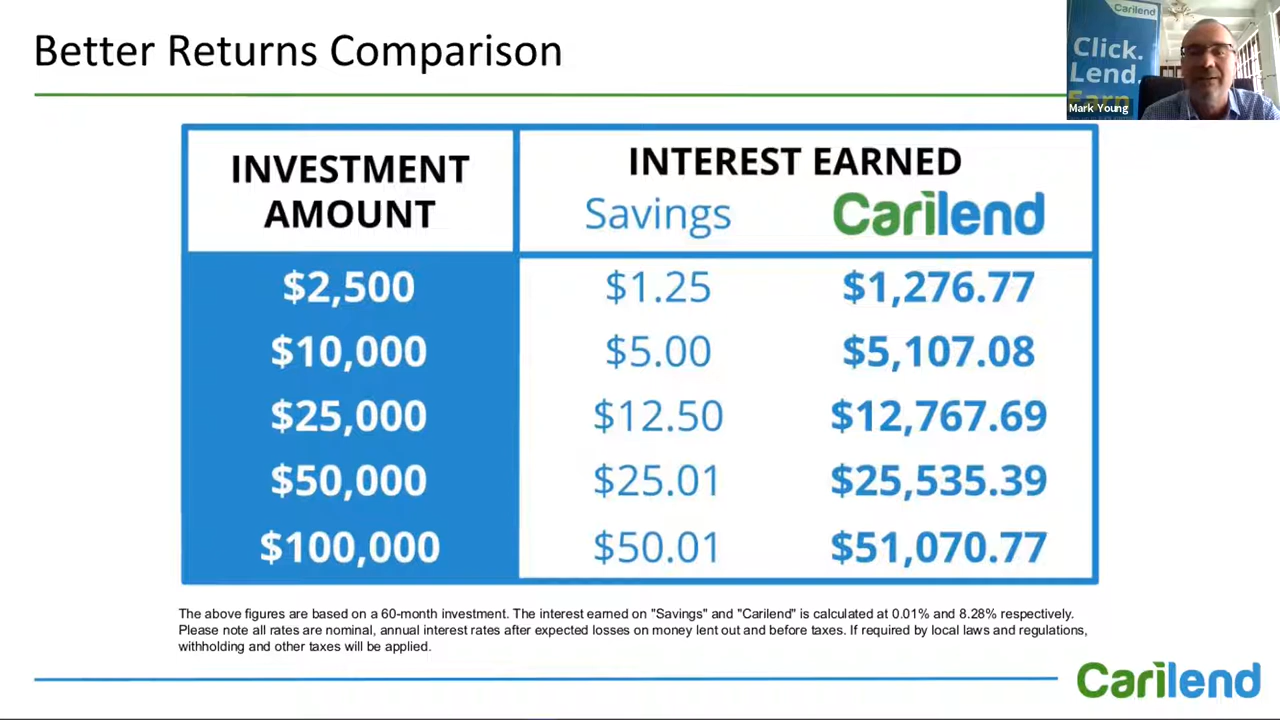 Better Returns Comparison
Carilend
Click.
Lend.
Earn
Mark Young
INVESTMENT
AMOUNT
INTEREST EARNED
Savings Carilend
$2,500 $1.25 $1,276.77
$10,000 $5.00 $5,107.08
$25,000 $12.50 $12,767.69
$50,000 $25.01 $25,535.39
$100,000 $50.01 $51,070.77
The above figures are based on a 60-month investment. The interest earned on "Savings" and "Carilend" is calculated at 0.01% and 8.28% respectively.
Please note all rates are nominal, annual interest rates after expected losses on money lent out and before taxes. If required by local laws and regulations,
withholding and other taxes will be applied.
Carilend